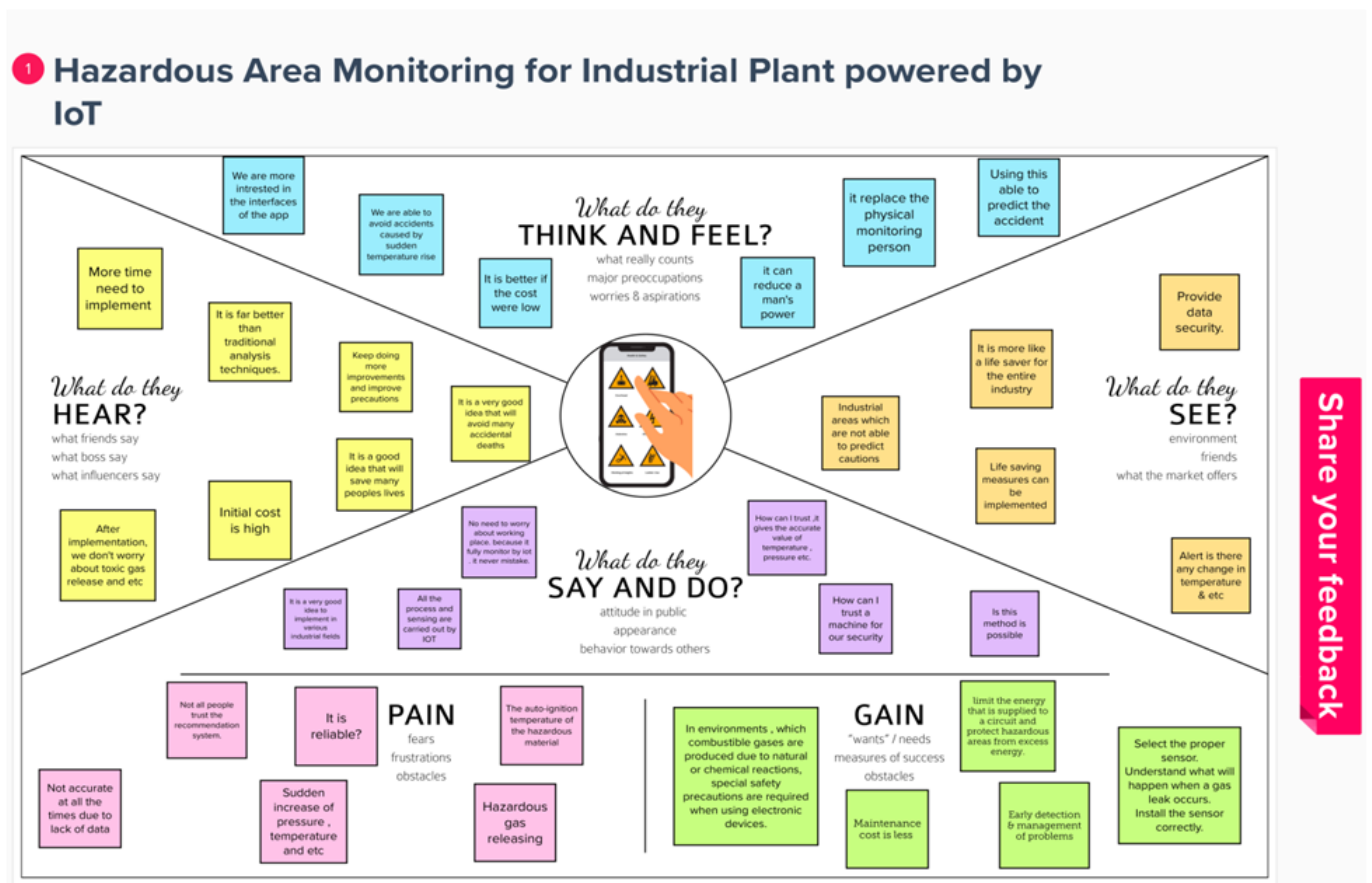 1
Hazardous Area Monitoring for Industrial Plant powered by
IoT
What do they
THINK AND FEEL?
what really counts
major preoccupations
worries & aspirations
We are more
intrested in
the interfaces
of the app
We are able to
avoid accidents
caused by
sudden
temperature rise
It is better if
the cost
were low
it can
reduce a
man's
power
it replace the
physical
monitoring
person
Using this
able to
predict the
accident
What do they
HEAR?
what friends say
what boss say
what influencers say
More time
need to
implement
It is far better
than
traditional
analysis
techniques.
Keep doing
more
improvements
and improve
precautions
It is a very good
idea that will
avoid many
accidental
deaths
It is a good
idea that will
save many
peoples lives
Initial cost
is high
After
implementation,
we don't worry
about toxic gas
release and etc
What do they
SEE?
environment
friends
what the market offers
Provide
data
security.
It is more like
a life saver for
the entire
industry
Industrial
areas which
are not able
to predict
cautions
Life saving
measures can
be
implemented
Alert is there
any change in
temperature
& etc
What do they
SAY AND DO?
attitude in public
appearance
behavior towards others
No need to worry
about working
place. because it
fully monitor by iot
. it never mistake.
It is a very good
idea to
implement in
various
industrial fields
All the
process and
sensing are
carried out by
IOT
How can I trust ,it
gives the accurate
value of
temperature ,
pressure etc.
How can I
trust a
machine for
our security
Is this
method is
possible
PAIN
fears
frustrations
obstacles
Not all people
trust the
recommendation
system.
It is
reliable?
The auto-ignition
temperature of
the hazardous
material
Not accurate
at all the
times due to
lack of data
Sudden
increase of
pressure ,
temperature
and etc
Hazardous
gas
releasing
GAIN
"wants" / needs
measures of success
obstacles
In environments , which
combustible gases are
produced due to natural
or chemical reactions,
special safety
precautions are required
when using electronic
devices.
limit the energy
that is supplied to
a circuit and
protect hazardous
areas from excess
energy.
Maintenance
cost is less
Early detection
& management
of problems
Select the proper
sensor.
Understand what will
happen when a gas
leak occurs.
Install the sensor
correctly.
Share your feedback